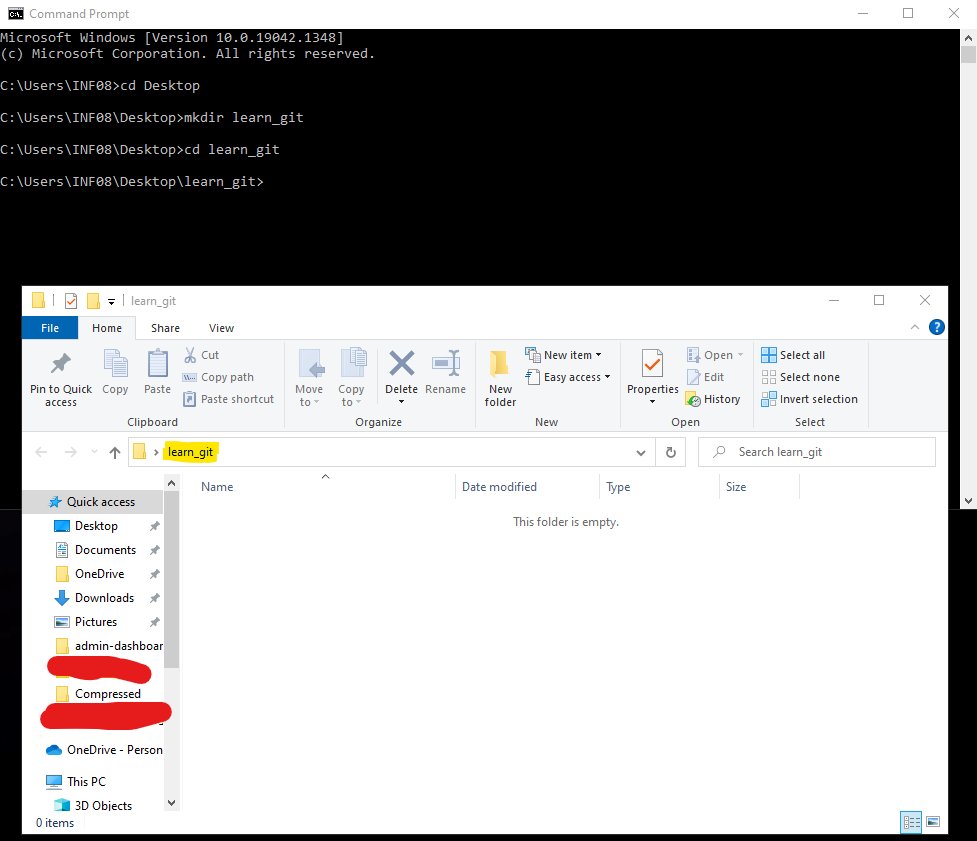 Command Prompt
Microsoft Windows [Version 10.0.19042.1348]
(c) Microsoft Corporation. All rights reserved.
C:\Users\INF08>cd Desktop
C:\Users\INF08\Desktop>mkdir learn_git
C:\Users\INF08\Desktop>cd learn_git
C:\Users\INF08\Desktop\learn_git>
learn_git
File Home Share View
Pin to Quick access
Copy
Paste
Cut
Copy path
Paste shortcut
Clipboard
Move to
Copy to
Delete
Rename
Organize
New folder
New item
Easy access
New
Properties
Open
Edit
History
Open
Select all
Select none
Invert selection
Select
learn_git
Search learn_git
Name Date modified Type Size
This folder is empty.
Quick access
Desktop
Documents
OneDrive
Downloads
Pictures
admin-dashboar
Compressed
OneDrive - Person
This PC
3D Objects
0 items